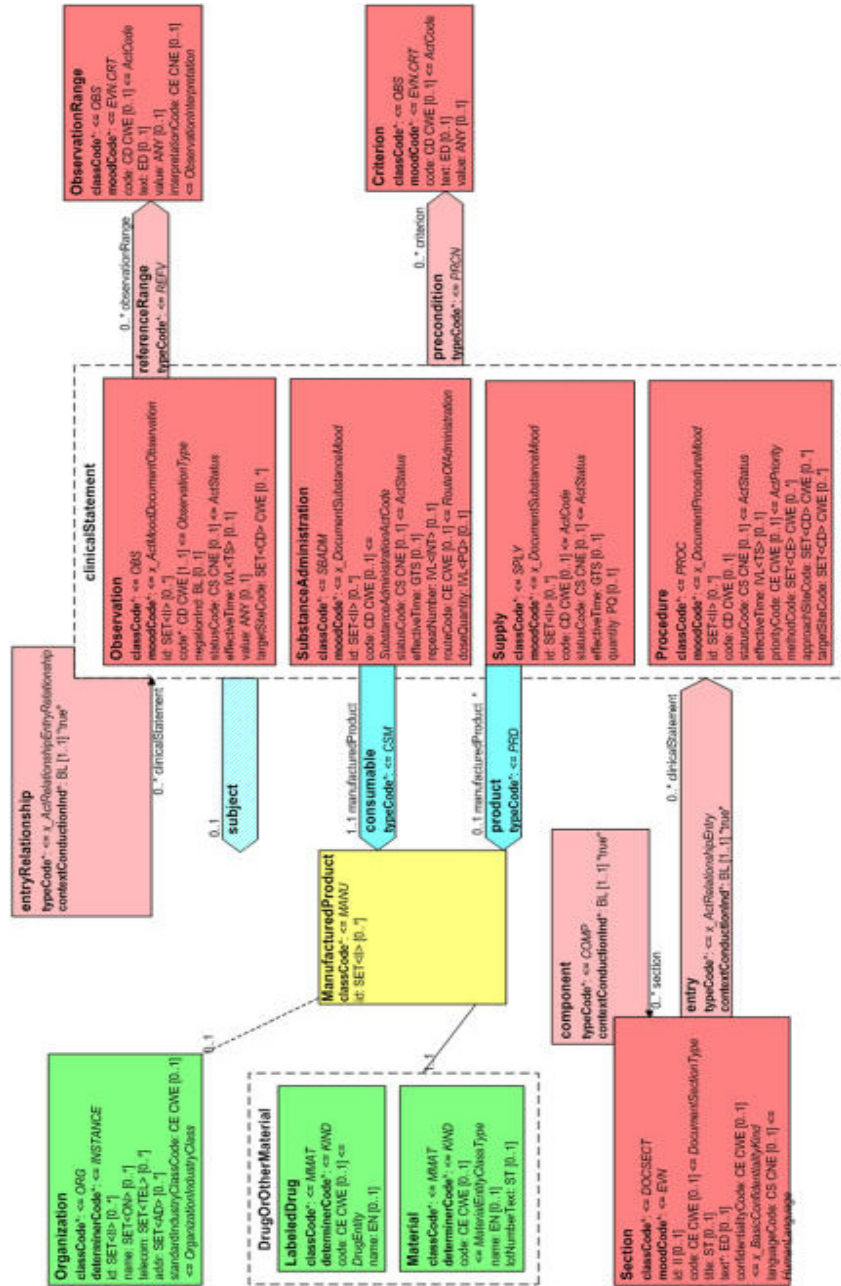 entryRelationship
typeCode*: <= x_ActRelationshipEntryRelationship
contextConductionInd*: BL [1..1] "true"
0..* clinicalStatement
clinicalStatement
Observation
classCode*: <= OBS
moodCode*: <= x_ActMoodDocumentObservation
id: SET<II> [0..*]
code*: CD CWE [1..1] <= ObservationType
negationInd: BL [0..1]
statusCode: CS CNE [0..1] <= ActStatus
effectiveTime: IVL<TS> [0..1]
value: ANY [0..1]
targetSiteCode: SET<CD> CWE [0..*]
0..* observationRange
referenceRange
typeCode*: <= REFV
ObservationRange
classCode*: <= OBS
moodCode*: <= EVN.CRT
code: CD CWE [0..1] <= ActCode
text: ED [0..1]
value: ANY [0..1]
interpretationCode: CE CNE [0..1]
<= ObservationInterpretation
0..1
subject
SubstanceAdministration
classCode*: <= SBADM
moodCode*: <= x_DocumentSubstanceMood
id: SET<II> [0..*]
code: CD CWE [0..1] <=
SubstanceAdministrationActCode
statusCode: CS CNE [0..1] <= ActStatus
effectiveTime: GTS [0..1]
repeatNumber: IVL<INT> [0..1]
routeCode: CE CWE [0..1] <= RouteOfAdministration
doseQuantity: IVL<PQ> [0..1]
1..1 manufacturedProduct
consumable
typeCode*: <= CSM
Supply
classCode*: <= SPLY
moodCode*: <= x_DocumentSubstanceMood
id: SET<II> [0..*]
code: CD CWE [0..1] <= ActCode
statusCode: CS CNE [0..1] <= ActStatus
effectiveTime: GTS [0..1]
quantity: PQ [0..1]
0..1 manufacturedProduct *
product
typeCode*: <= PRD
0..* criterion
precondition
typeCode*: <= PRCN
Criterion
classCode*: <= OBS
moodCode*: <= EVN.CRT
code: CD CWE [0..1] <= ActCode
text: ED [0..1]
value: ANY [0..1]
Procedure
classCode*: <= PROC
moodCode*: <= x_DocumentProcedureMood
id: SET<II> [0..*]
code: CD CWE [0..1]
statusCode: CS CNE [0..1] <= ActStatus
effectiveTime: IVL<TS> [0..1]
priorityCode: CE CWE [0..1] <= ActPriority
methodCode: SET<CE> CWE [0..*]
approachSiteCode: SET<CD> CWE [0..*]
targetSiteCode: SET<CD> CWE [0..*]
Organization
classCode*: <= ORG
determinerCode*: <= INSTANCE
id: SET<II> [0..*]
name: SET<ON> [0..*]
telecom: SET<TEL> [0..*]
addr: SET<AD> [0..*]
standardIndustryClassCode: CE CWE [0..1]
<= OrganizationIndustryClass
0..1
ManufacturedProduct
classCode*: <= MANU
id: SET<II> [0..*]
DrugOrOtherMaterial
LabeledDrug
classCode*: <= MMAT
determinerCode*: <= KIND
code: CE CWE [0..1] <=
DrugEntity
name: EN [0..1]
Material
classCode*: <= MMAT
determinerCode*: <= KIND
code: CE CWE [0..1]
<= MaterialEntityClassType
name: EN [0..1]
lotNumberText: ST [0..1]
1..1
component
typeCode*: <= COMP
contextConductionInd*: BL [1..1] "true"
0..* section
Section
classCode*: <= DOCSECT
moodCode*: <= EVN
id: II [0..1]
code: CE CWE [0..1] <= DocumentSectionType
title: ST [0..1]
text*: ED [0..1]
confidentialityCode: CE CWE [0..1]
<= x_BasicConfidentialityKind
languageCode: CS CNE [0..1] <=
HumanLanguage
0..* clinicalStatement
entry
typeCode*: <= x_ActRelationshipEntry
contextConductionInd*: BL [1..1] "true"